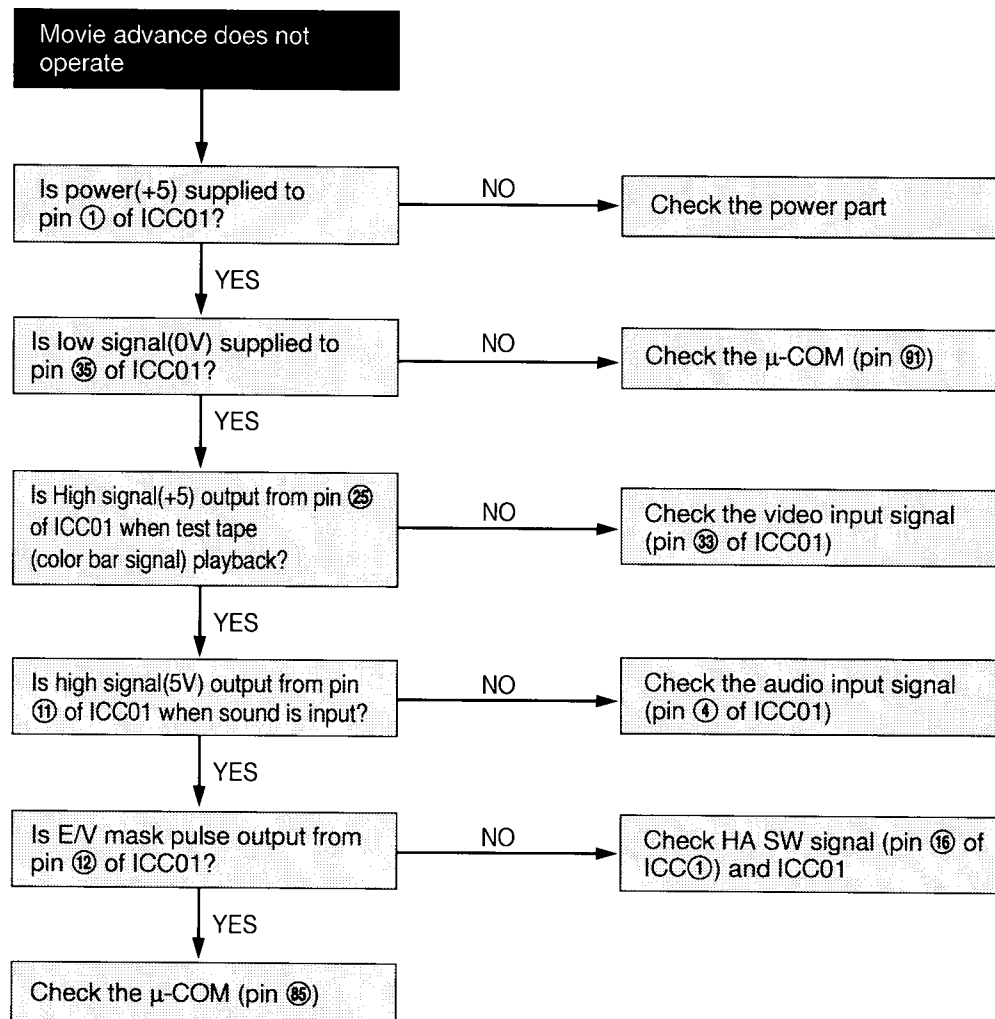 Movie advance does not
operate
Is power(+5) supplied to
pin ① of ICC01?
NO
Check the power part
YES
Is low signal(0V) supplied to
pin ㉟ of ICC01?
NO
Check the μ-COM (pin 91)
YES
Is High signal(+5) output from pin ㉕
of ICC01 when test tape
(color bar signal) playback?
NO
Check the video input signal
(pin ㉝ of ICC01)
YES
Is high signal(5V) output from pin
⑪ of ICC01 when sound is input?
NO
Check the audio input signal
(pin ④ of ICC01)
YES
Is E/V mask pulse output from
pin ⑫ of ICC01?
NO
Check HA SW signal (pin ⑯ of
ICC①) and ICC01
YES
Check the μ-COM (pin 85)